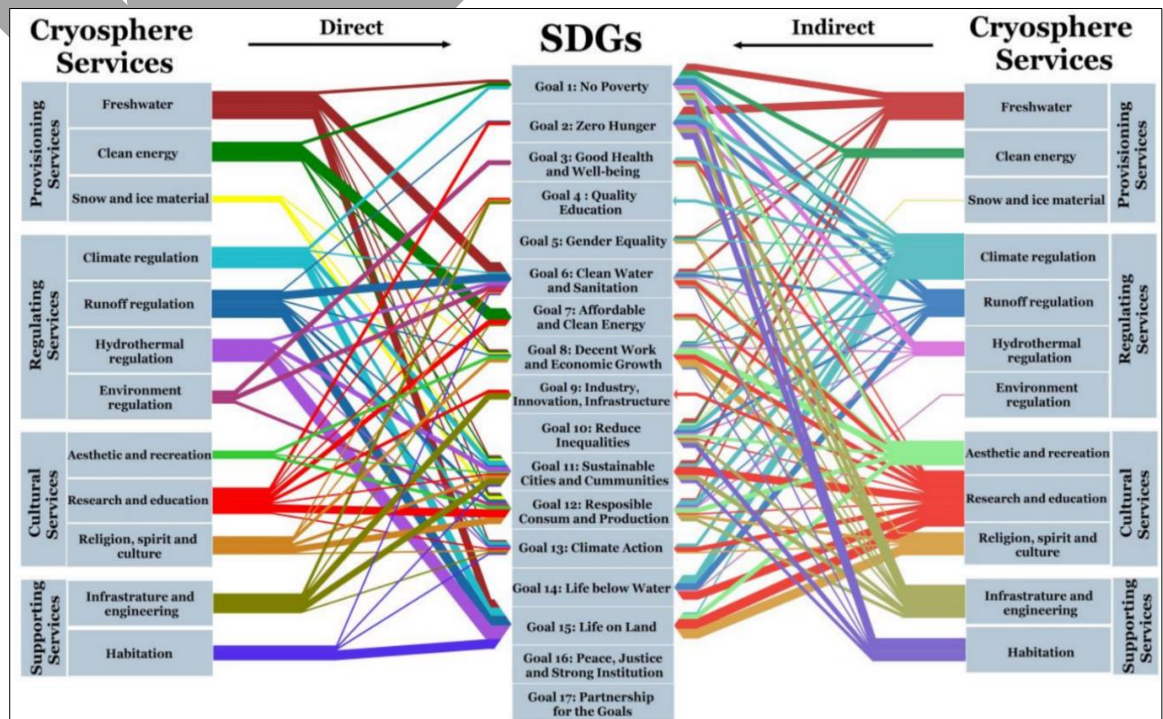 Cryosphere
Services
Direct
SDGs
Indirect
Cryosphere
Services
Provisioning
Services
Freshwater
Clean energy
Snow and ice material
Regulating
Services
Climate regulation
Runoff regulation
Hydrothermal
regulation
Environment
regulation
Cultural
Services
Aesthetic and recreation
Research and education
Religion, spirit and
culture
Supporting
Services
Infrastrature and
engineering
Habitation
Goal 1: No Poverty
Goal 2: Zero Hunger
Goal 3: Good Health
and Well-being
Goal 4 : Quality
Education
Goal 5: Gender Equality
Goal 6: Clean Water
and Sanitation
Goal 7: Affordable
and Clean Energy
Goal 8: Decent Work
and Economic Growth
Goal 9: Industry,
Innovation, Infrastructure
Goal 10: Reduce
Inequalities
Goal 11: Sustainable
Cities and Cummunities
Goal 12: Resposible
Consum and Production
Goal 13: Climate Action
Goal 14: Life below Water
Goal 15: Life on Land
Goal 16: Peace, Justice
and Strong Institution
Goal 17: Partnership
for the Goals
Freshwater
Clean energy
Snow and ice material
Provisioning
Services
Climate regulation
Runoff regulation
Hydrothermal
regulation
Environment
regulation
Regulating
Services
Aesthetic and recreation
Research and education
Religion, spirit and
culture
Cultural
Services
Infrastrature and
engineering
Habitation
Supporting
Services